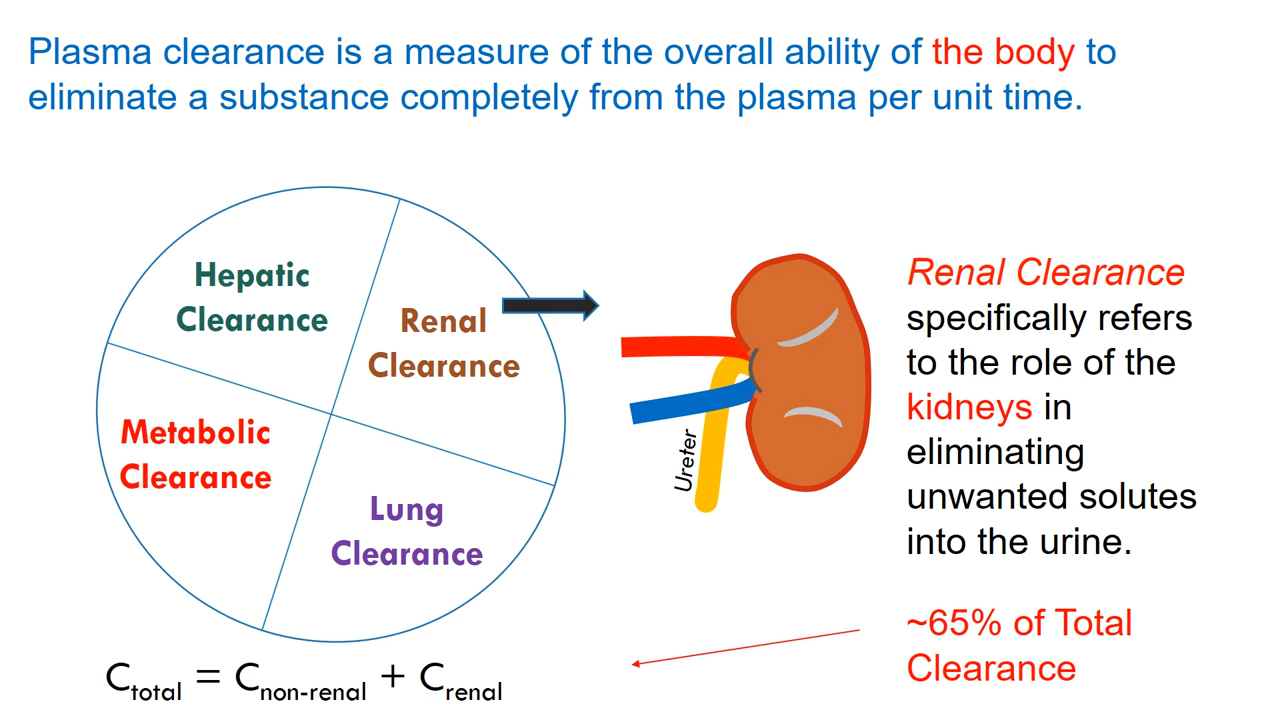 Plasma clearance is a measure of the overall ability of the body to
eliminate a substance completely from the plasma per unit time.
Hepatic
Clearance
Renal
Clearance
Metabolic
Clearance
Lung
Clearance
Ureter
Renal Clearance
specifically refers
to the role of the
kidneys in
eliminating
unwanted solutes
into the urine.
~65% of Total
Clearance
Ctotal = Cnon-renal + Crenal